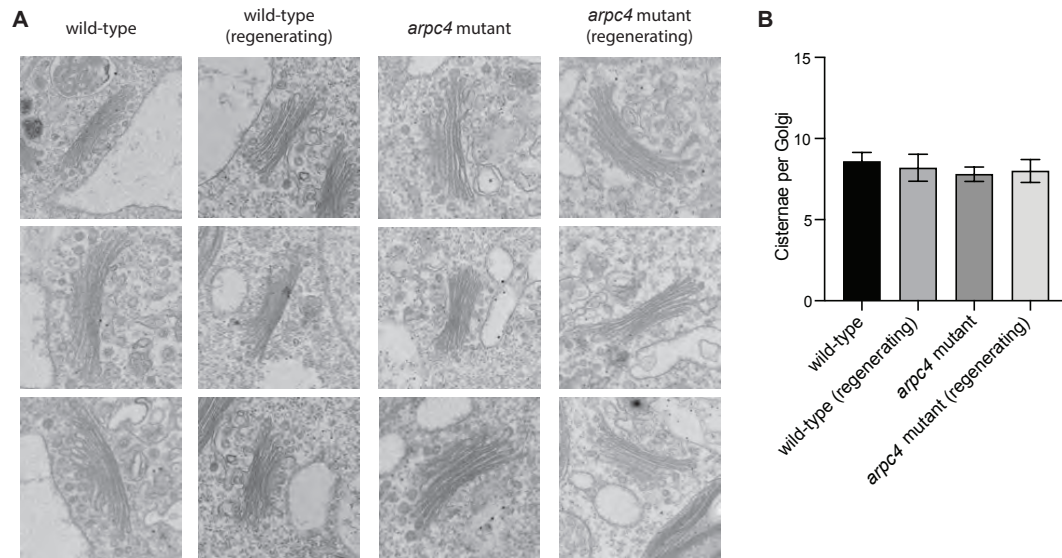 A
wild-type
wild-type
(regenerating)
arpc4 mutant
arpc4 mutant
(regenerating)
B
Cisternae per Golgi
15
10
5
0
wild-type
wild-type (regenerating)
arpc4 mutant
arpc4 mutant (regenerating)